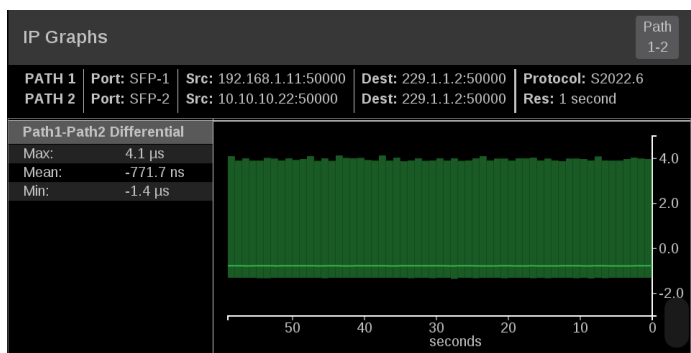 IP Graphs
Path
1-2
PATH 1 Port: SFP-1 Src: 192.168.1.11:50000 Dest: 229.1.1.2:50000 Protocol: S2022.6
PATH 2 Port: SFP-2 Src: 10.10.10.22:50000 Dest: 229.1.1.2:50000 Res: 1 second
Path1-Path2 Differential
Max: 4.1 µs
Mean: -771.7 ns
Min: -1.4 µs
4.0
2.0
0.0
-2.0
50 40 30 20 10 0
seconds